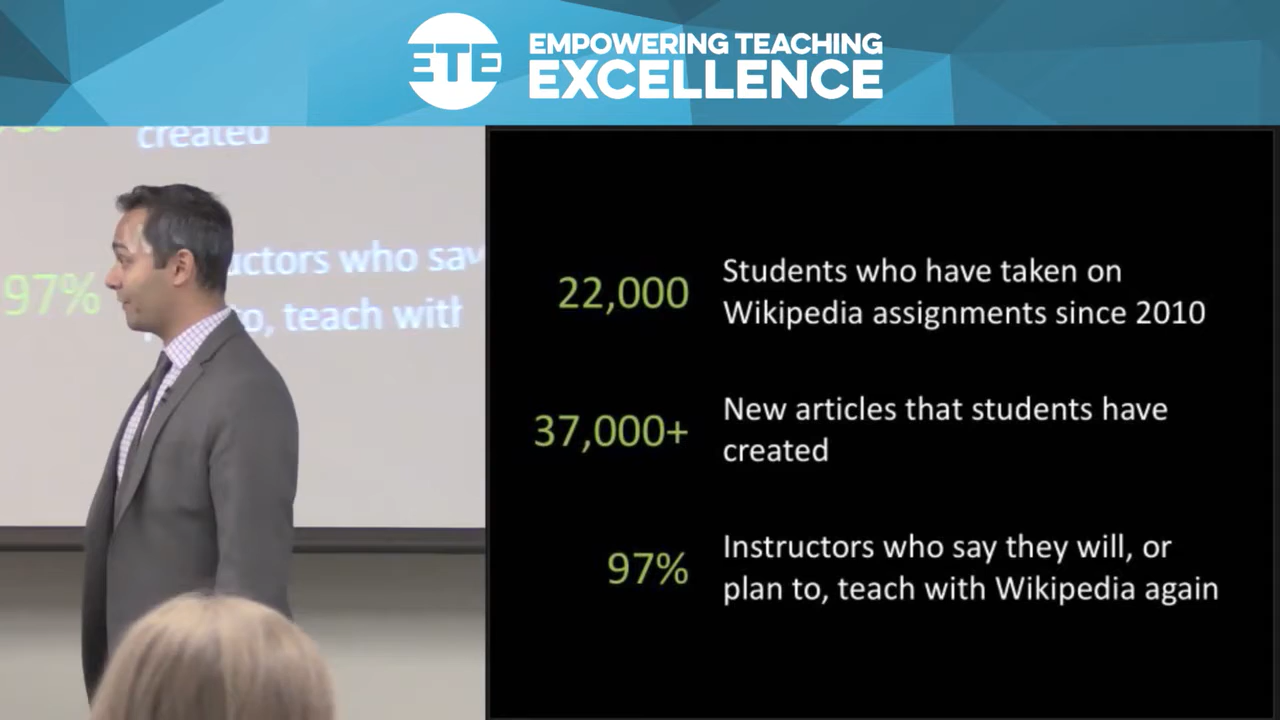 ETE
EMPOWERING TEACHING
EXCELLENCE
created
97%
uctors who say
to, teach with
22,000
Students who have taken on
Wikipedia assignments since 2010
37,000+
New articles that students have
created
97%
Instructors who say they will, or
plan to, teach with Wikipedia again